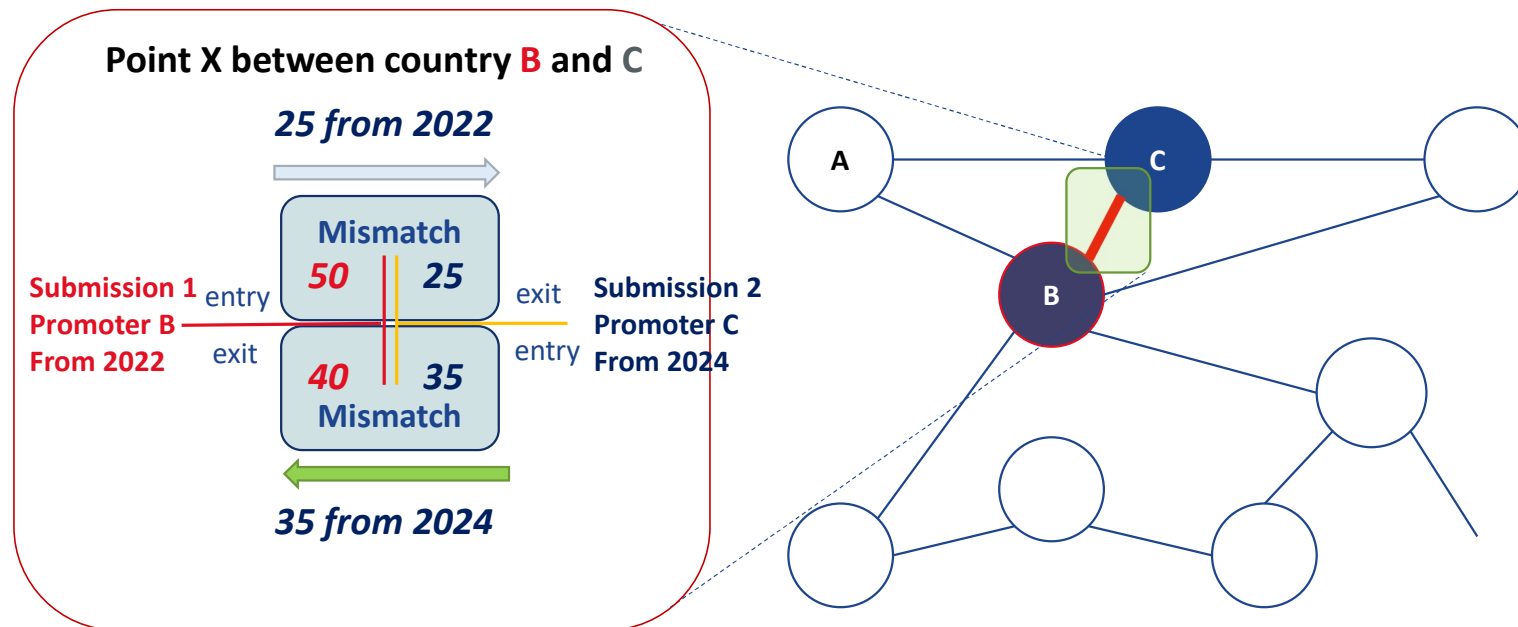 Point X between country B and C
25 from 2022
Mismatch
50 25
Submission 1
Promoter B
From 2022
entry
exit
exit
entry
Submission 2
Promoter C
From 2024
40 35
Mismatch
35 from 2024
A
C
B